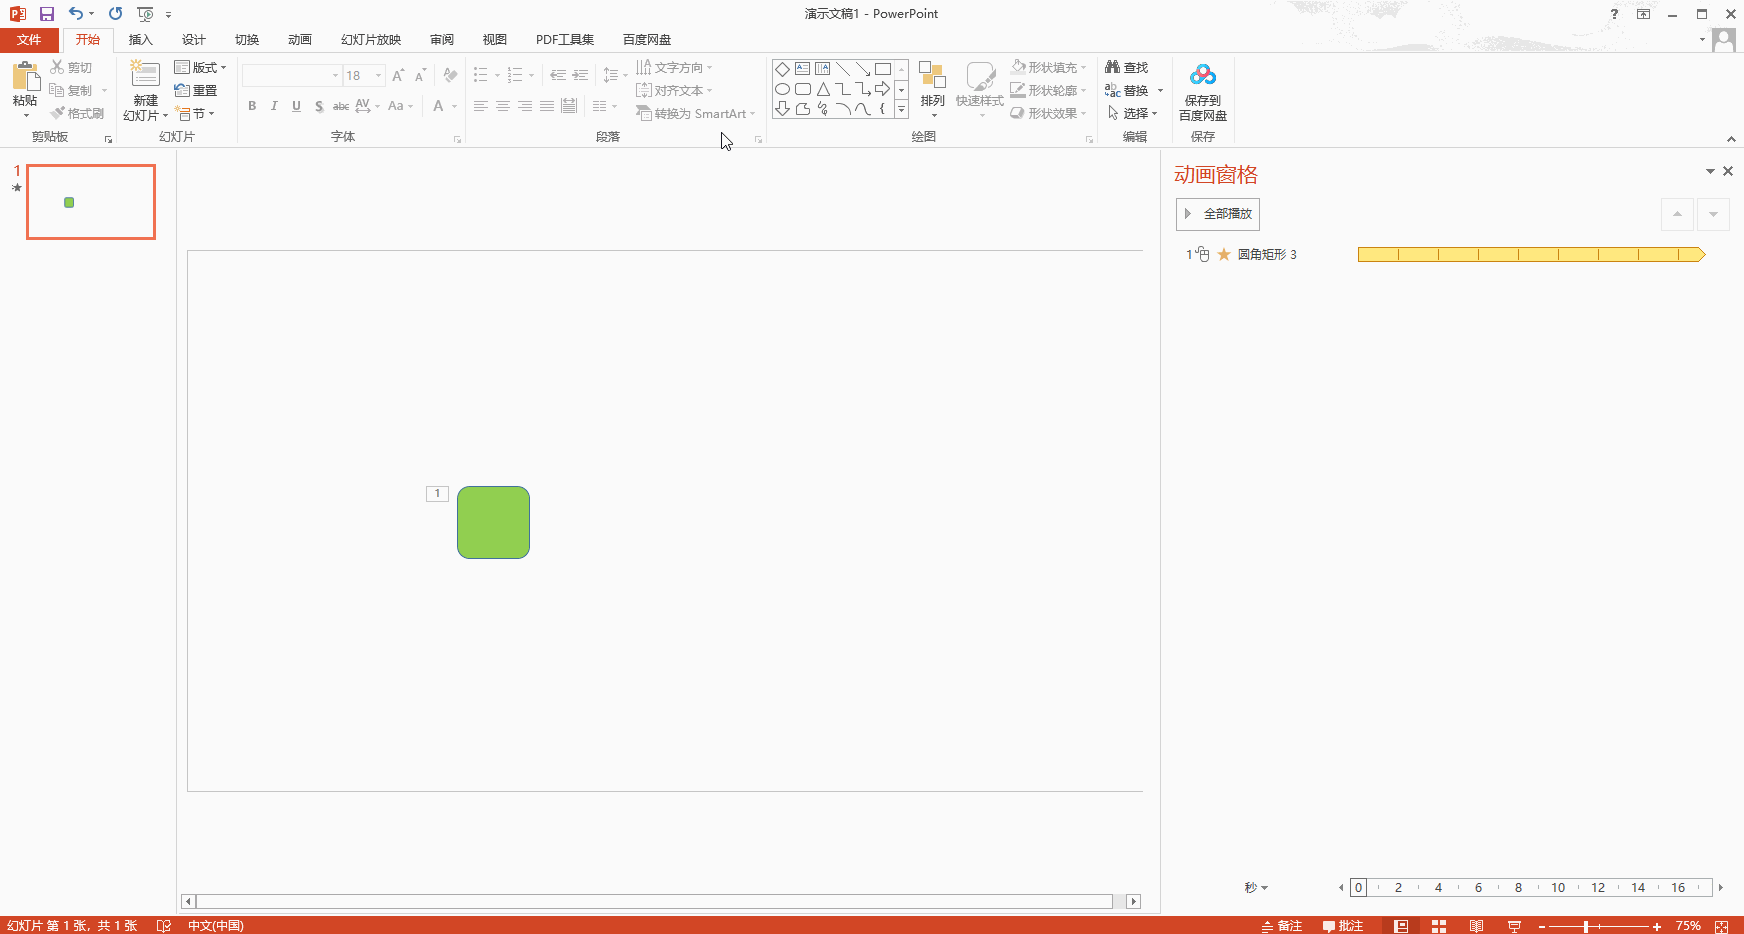 演示文稿1 - PowerPoint
?
文件 开始 插入 设计 切换 动画 幻灯片放映 审阅 视图 PDF工具集 百度网盘
粘贴
剪切
复制
格式刷
剪贴板
新建
幻灯片
版式
重置
节
幻灯片
18
B I U S abc AV Aa A
字体
文字方向
对齐文本
转换为 SmartArt
段落
排列
快速样式
形状填充
形状轮廓
形状效果
绘图
查找
替换
选择
编辑
保存到
百度网盘
保存
1
1
动画窗格
全部播放
1 圆角矩形 3
秒
0 2 4 6 8 10 12 14 16
幻灯片 第 1 张，共 1 张 中文(中国) 备注 批注 75%